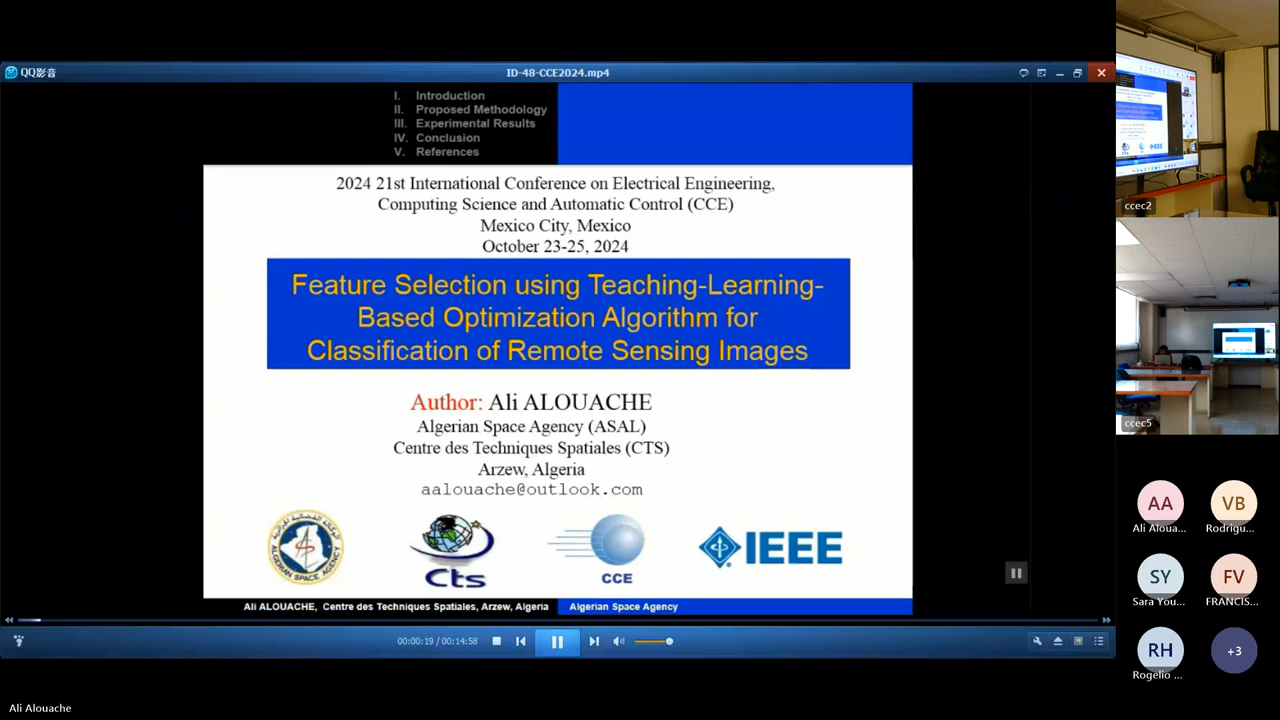 QQ影音
ID-48-CCE2024.mp4
I. Introduction
II. Proposed Methodology
III. Experimental Results
IV. Conclusion
V. References
2024 21st International Conference on Electrical Engineering,
Computing Science and Automatic Control (CCE)
Mexico City, Mexico
October 23-25, 2024
Feature Selection using Teaching-Learning-
Based Optimization Algorithm for
Classification of Remote Sensing Images
Author: Ali ALOUACHE
Algerian Space Agency (ASAL)
Centre des Techniques Spatiales (CTS)
Arzew, Algeria
aalouache@outlook.com
ALGERIAN SPACE AGENCY
Cts
CCE
IEEE
Ali ALOUACHE, Centre des Techniques Spatiales, Arzew, Algeria
Algerian Space Agency
00:00:19 / 00:14:58
Ali Alouache
ccec2
ccec5
AA
VB
Ali Aloua...
Rodrigu...
SY
FV
Sara You...
FRANCIS...
RH
+3
Rogelio ...